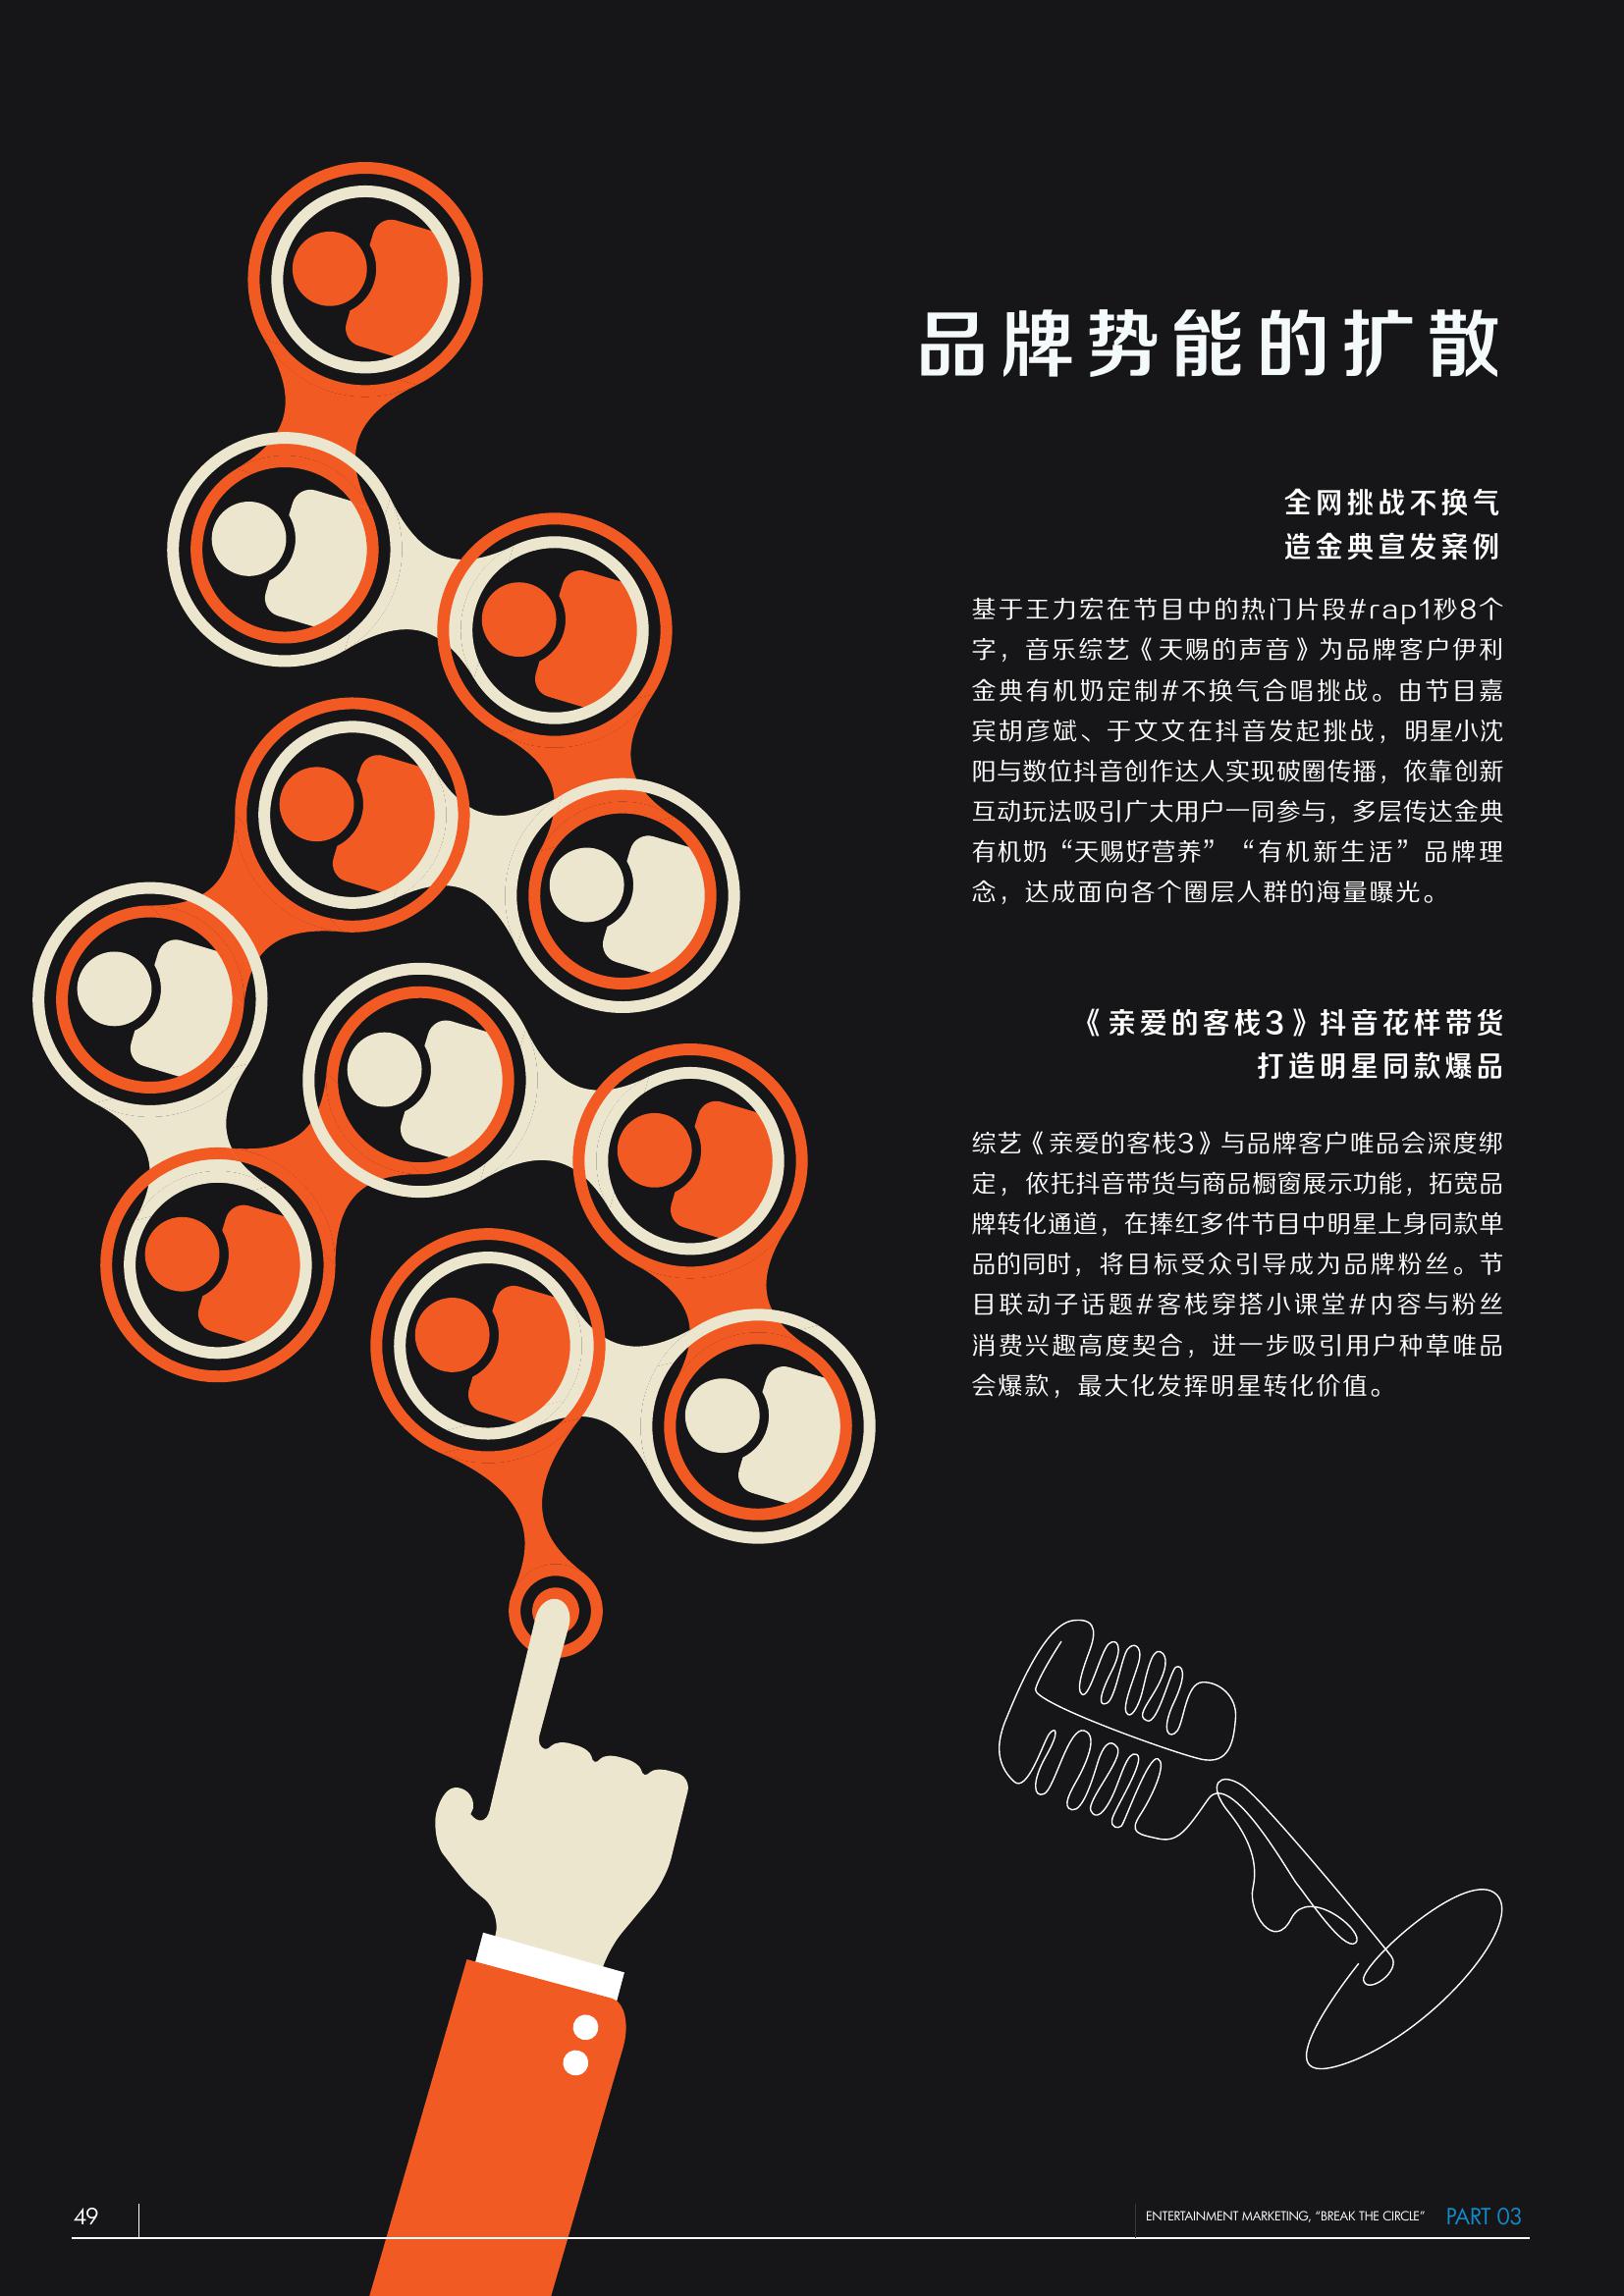 品牌势能的扩散
全网挑战不换气
造金典宣发案例
基于王力宏在节目中的热门片段#rap1秒8个
字，音乐综艺《天赐的声音》为品牌客户伊利
金典有机奶定制#不换气合唱挑战。由节目嘉
宾胡彦斌、于文文在抖音发起挑战，明星小沈
阳与数位抖音创作达人实现破圈传播，依靠创新
互动玩法吸引广大用户一同参与，多层传达金典
有机奶“天赐好营养” “有机新生活”品牌理
念，达成面向各个圈层人群的海量曝光。
《亲爱的客栈3》抖音花样带货
打造明星同款爆品
综艺《亲爱的客栈3》与品牌客户唯品会深度绑
定，依托抖音带货与商品橱窗展示功能，拓宽品
牌转化通道，在捧红多件节目中明星上身同款单
品的同时，将目标受众引导成为品牌粉丝。节
目联动子话题#客栈穿搭小课堂#内容与粉丝
消费兴趣高度契合，进一步吸引用户种草唯品
会爆款，最大化发挥明星转化价值。
49
ENTERTAINMENT MARKETING, “BREAK THE CIRCLE” PART 03